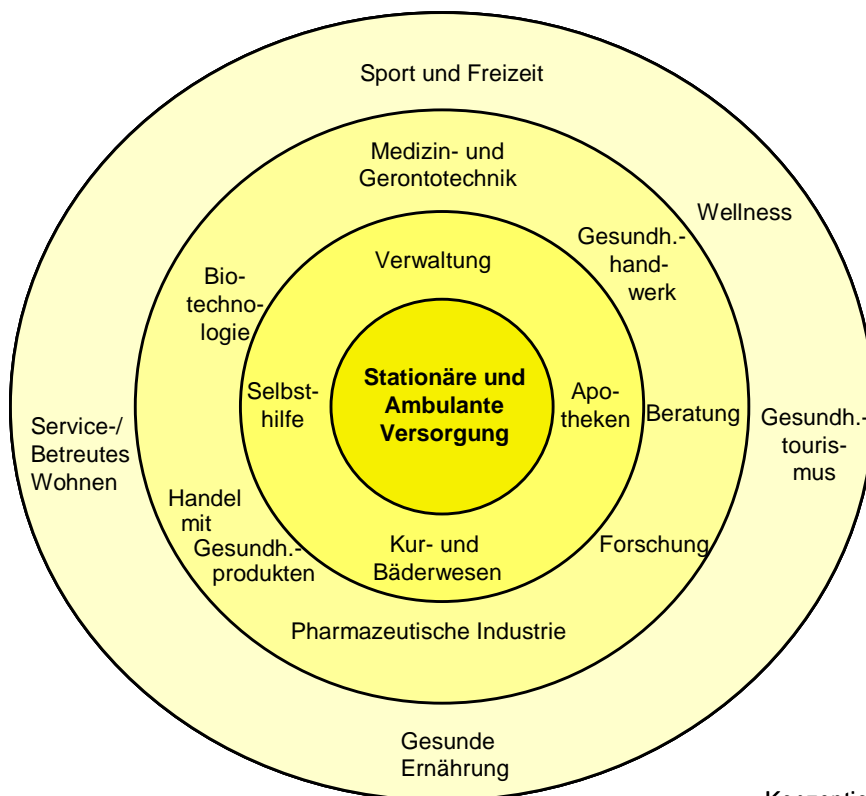 Sport und Freizeit
Medizin- und
Gerontotechnik
Wellness
Gesundh.-
hand-
werk
Verwaltung
Bio-
techno-
logie
Stationäre und
Ambulante
Versorgung
Selbst-
hilfe
Apo-
theken
Beratung
Gesundh.-
touris-
mus
Service-/
Betreutes
Wohnen
Handel
mit
Gesundh.-
produkten
Kur- und
Bäderwesen
Forschung
Pharmazeutische Industrie
Gesunde
Ernährung